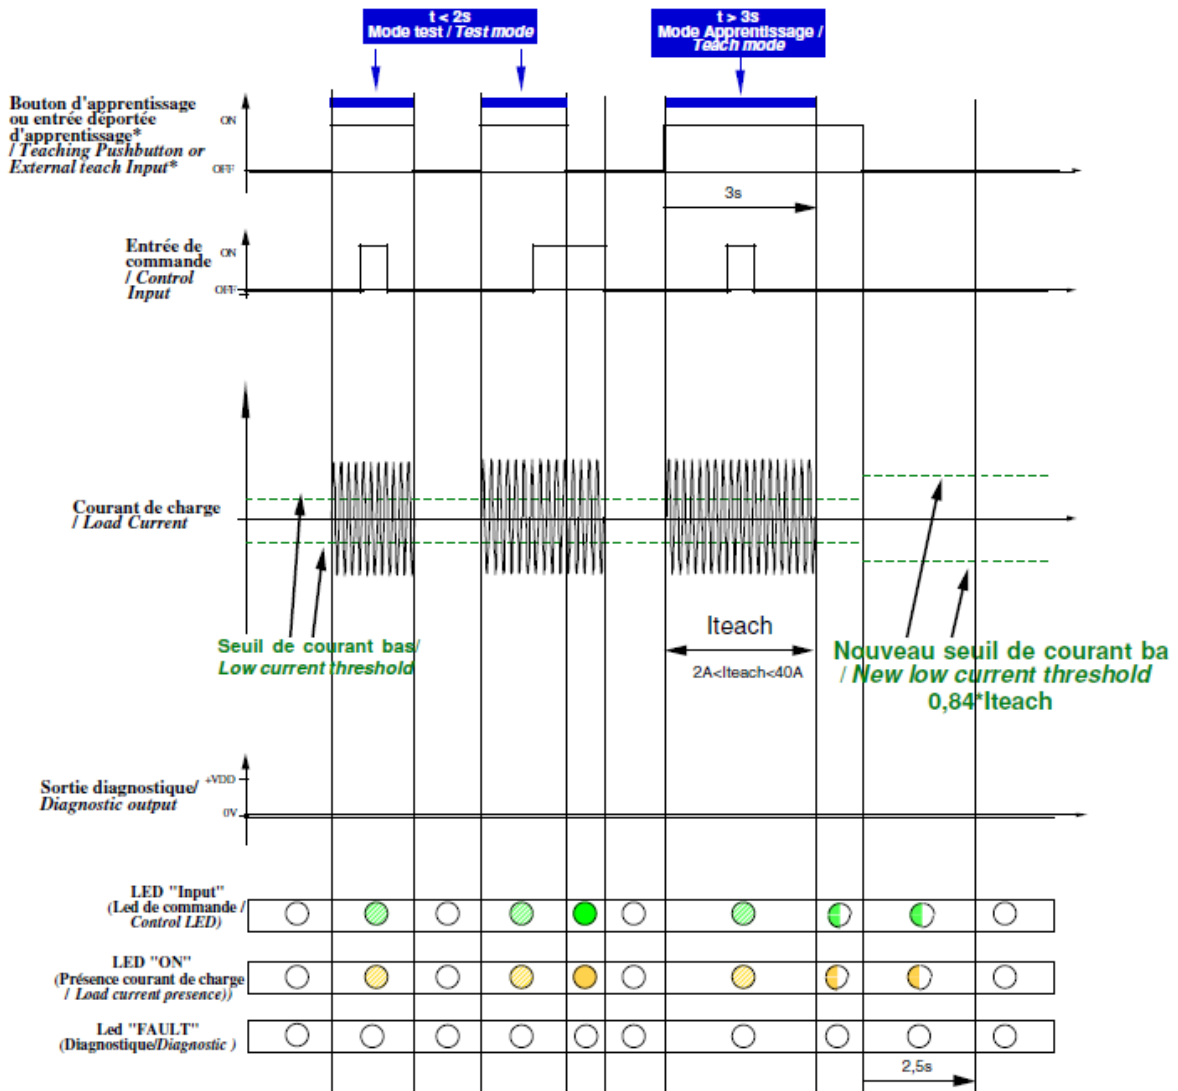 t < 2s
Mode test / Test mode
t > 3s
Mode Apprentissage /
Teach mode
Bouton d'apprentissage
ou entrée déportée
d'apprentissage*
/ Teaching Pushbutton or
External teach Input*
ON
OFF
3s
Entrée de
commande
/ Control
Input
ON
OFF
Courant de charge
/ Load Current
Seuil de courant bas/
Low current threshold
Iteach
2A<Iteach<40A
Nouveau seuil de courant ba
/ New low current threshold
0,84*Iteach
Sortie diagnostique/
Diagnostic output
+VDD
0V
LED "Input"
(Led de commande /
Control LED)
LED "ON"
(Présence courant de charge
/ Load current presence))
Led "FAULT"
(Diagnostique/Diagnostic )
2,5s